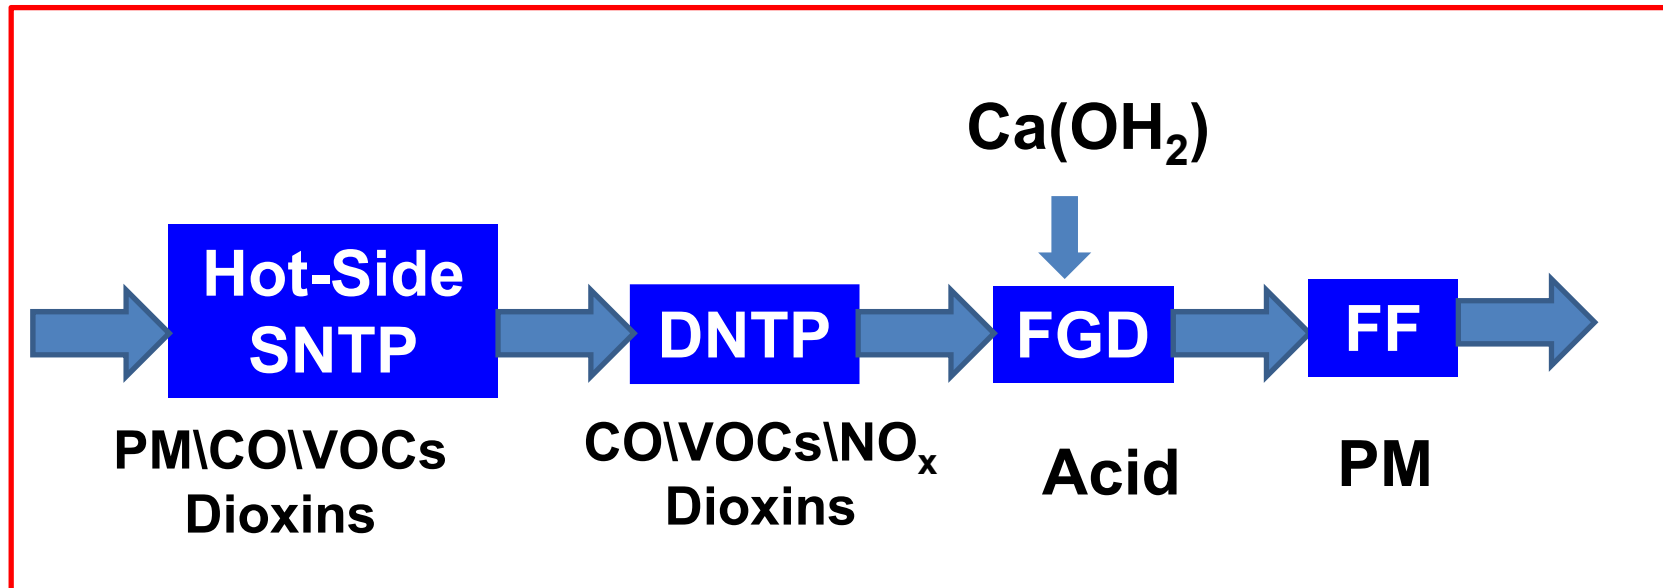 Ca(OH₂)
Hot-Side
SNTP
DNTP
FGD
FF
PM\CO\VOCs
Dioxins
CO\VOCs\NOₓ
Dioxins
Acid
PM